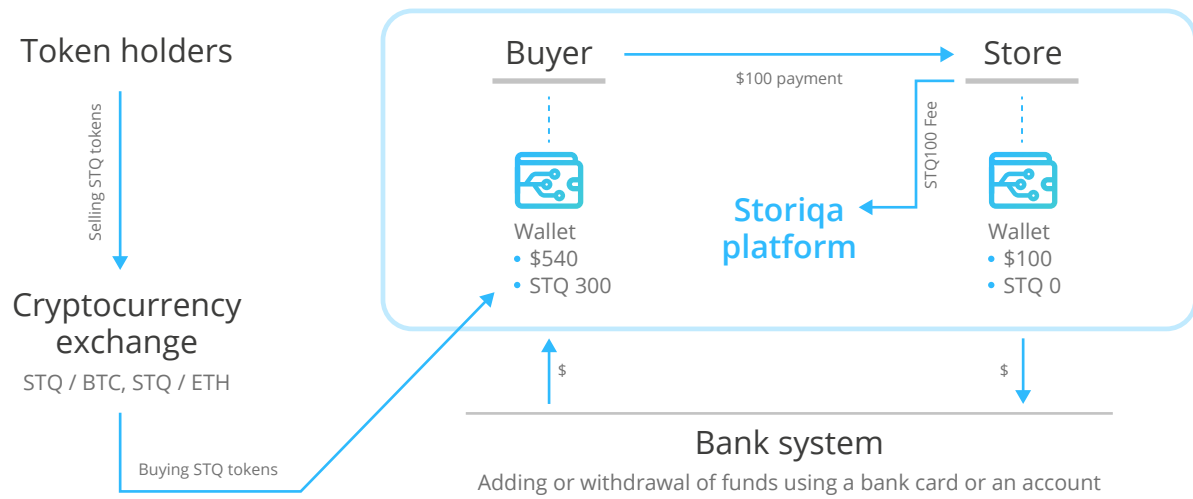 Token holders
Selling STQ tokens
Cryptocurrency
exchange
STQ / BTC, STQ / ETH
Buying STQ tokens
Buyer
$100 payment
Store
STQ100 Fee
Wallet
• $540
• STQ 300
Storiqa
platform
Wallet
• $100
• STQ 0
$
$
Bank system
Adding or withdrawal of funds using a bank card or an account